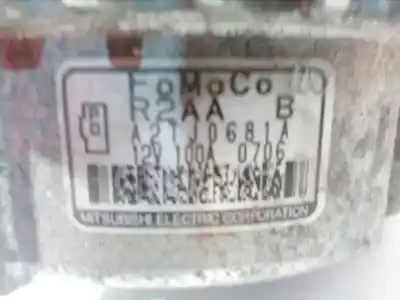 FoMoCo
R2AA B
A2TJ0681A
12V 100A 0706
MITSUBISHI ELECTRIC CORPORATION